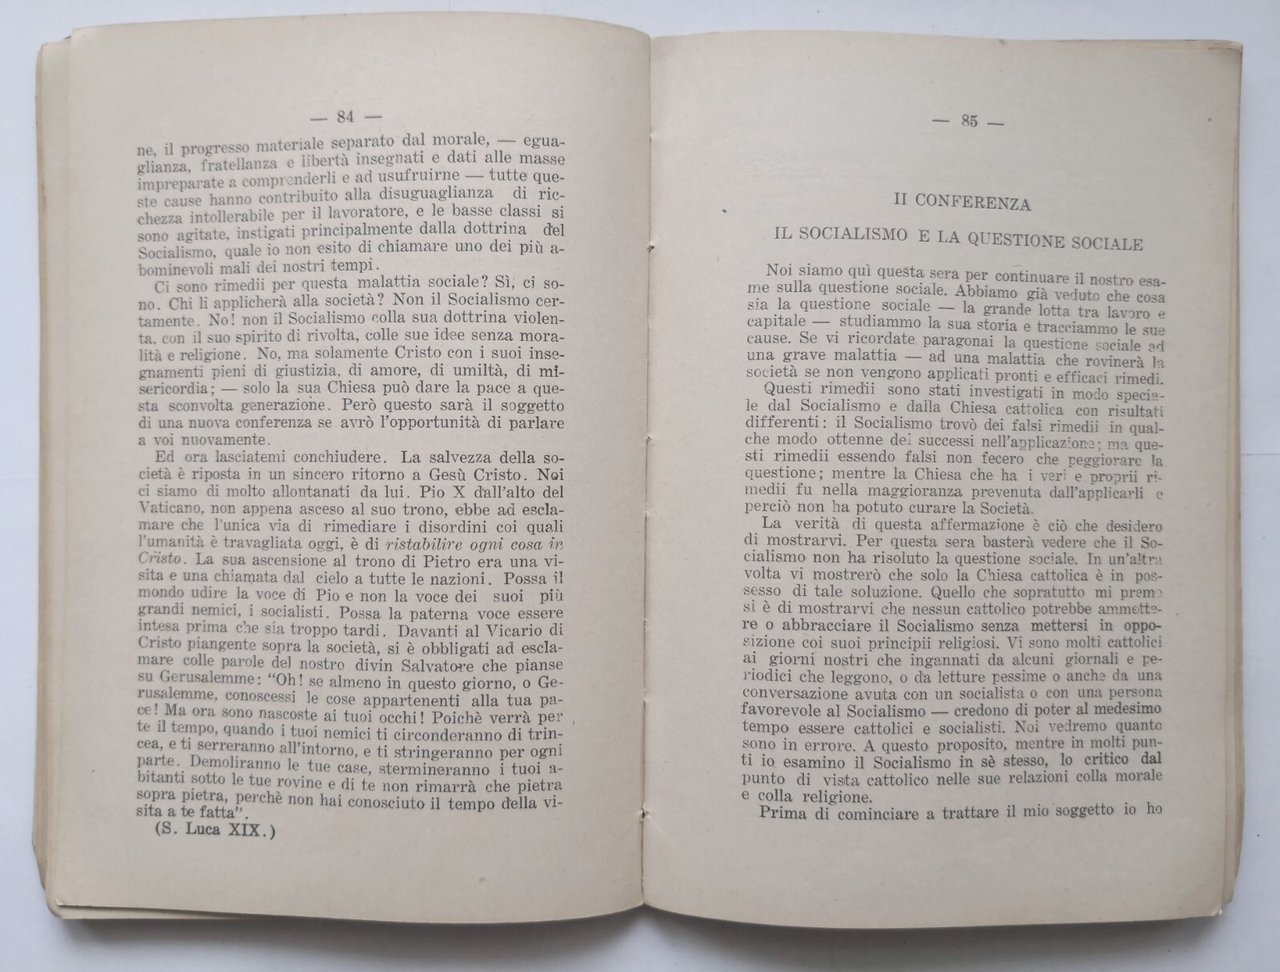 — 84 —
ne, il progresso materiale separato dal morale, — egua-
glianza, fratellanza e libertà insegnati e dati alle masse
impreparate a comprenderli e ad usufruirne — tutte que-
ste cause hanno contribuito alla disuguaglianza di ric-
chezza intollerabile per il lavoratore, e le basse classi si
sono agitate, instigati principalmente dalla dottrina del
Socialismo, quale io non esito di chiamare uno dei più a-
bominevoli mali dei nostri tempi.
Ci sono rimedii per questa malattia sociale? Sì, ci so-
no. Chi li applicherà alla società? Non il Socialismo cer-
tamente. No! non il Socialismo colla sua dottrina violen-
ta, con il suo spirito di rivolta, colle sue idee senza mora-
lità e religione. No, ma solamente Cristo con i suoi inse-
gnamenti pieni di giustizia, di amore, di umiltà, di mi-
sericordia; — solo la sua Chiesa può dare la pace a que-
sta sconvolta generazione. Però questo sarà il soggetto
di una nuova conferenza se avrò l'opportunità di parlare
a voi nuovamente.
Ed ora lasciatemi conchiudere. La salvezza della so-
cietà è riposta in un sincero ritorno a Gesù Cristo. Noi
ci siamo di molto allontanati da lui. Pio X dall'alto del
Vaticano, non appena asceso al suo trono, ebbe ad escla-
mare che l'unica via di rimediare i disordini coi quali
l'umanità è travagliata oggi, è di ristabilire ogni cosa in
Cristo. La sua ascensione al trono di Pietro era una vi-
sita e una chiamata dal cielo a tutte le nazioni. Possa il
mondo udire la voce di Pio e non la voce dei suoi più
grandi nemici, i socialisti. Possa la paterna voce essere
intesa prima che sia troppo tardi. Davanti al Vicario di
Cristo piangente sopra la società, si è obbligati ad escla-
mare colle parole del nostro divin Salvatore che pianse
su Gerusalemme: "Oh! se almeno in questo giorno, o Ge-
rusalemme, conoscessi le cose appartenenti alla tua pa-
ce! Ma ora sono nascoste ai tuoi occhi! Poichè verrà per
te il tempo, quando i tuoi nemici ti circonderanno di trin-
cea, e ti serreranno all'intorno, e ti stringeranno per ogni
parte. Demoliranno le tue case, stermineranno i tuoi a-
bitanti sotto le tue rovine e di te non rimarrà che pietra
sopra pietra, perchè non hai conosciuto il tempo della vi-
sita a te fatta".
(S. Luca XIX.)
— 85 —
II CONFERENZA
IL SOCIALISMO E LA QUESTIONE SOCIALE
Noi siamo quì questa sera per continuare il nostro esa-
me sulla questione sociale. Abbiamo già veduto che cosa
sia la questione sociale — la grande lotta tra lavoro e
capitale — studiammo la sua storia e tracciammo le sue
cause. Se vi ricordate paragonai la questione sociale ad
una grave malattia — ad una malattia che rovinerà la
società se non vengono applicati pronti e efficaci rimedi.
Questi rimedii sono stati investigati in modo specia-
le dal Socialismo e dalla Chiesa cattolica con risultati
differenti: il Socialismo trovò dei falsi rimedii in qual-
che modo ottenne dei successi nell'applicazione; ma que-
sti rimedii essendo falsi non fecero che peggiorare la
questione; mentre la Chiesa che ha i veri e proprii ri-
medii fu nella maggioranza prevenuta dall'applicarli e
perciò non ha potuto curare la Società.
La verità di questa affermazione è ciò che desidero
di mostrarvi. Per questa sera basterà vedere che il So-
cialismo non ha risoluto la questione sociale. In un'altra
volta vi mostrerò che solo la Chiesa cattolica è in pos-
sesso di tale soluzione. Quello che sopratutto mi preme
si è di mostrarvi che nessun cattolico potrebbe ammette-
re o abbracciare il Socialismo senza mettersi in oppo-
sizione coi suoi principii religiosi. Vi sono molti cattolici
ai giorni nostri che ingannati da alcuni giornali e pe-
riodici che leggono, o da letture pessime o anche da una
conversazione avuta con un socialista o con una persona
favorevole al Socialismo — credono di poter al medesimo
tempo essere cattolici e socialisti. Noi vedremo quanto
sono in errore. A questo proposito, mentre in molti pun-
ti io esamino il Socialismo in sè stesso, lo critico dal
punto di vista cattolico nelle sue relazioni colla morale
e colla religione.
Prima di cominciare a trattare il mio soggetto io ho